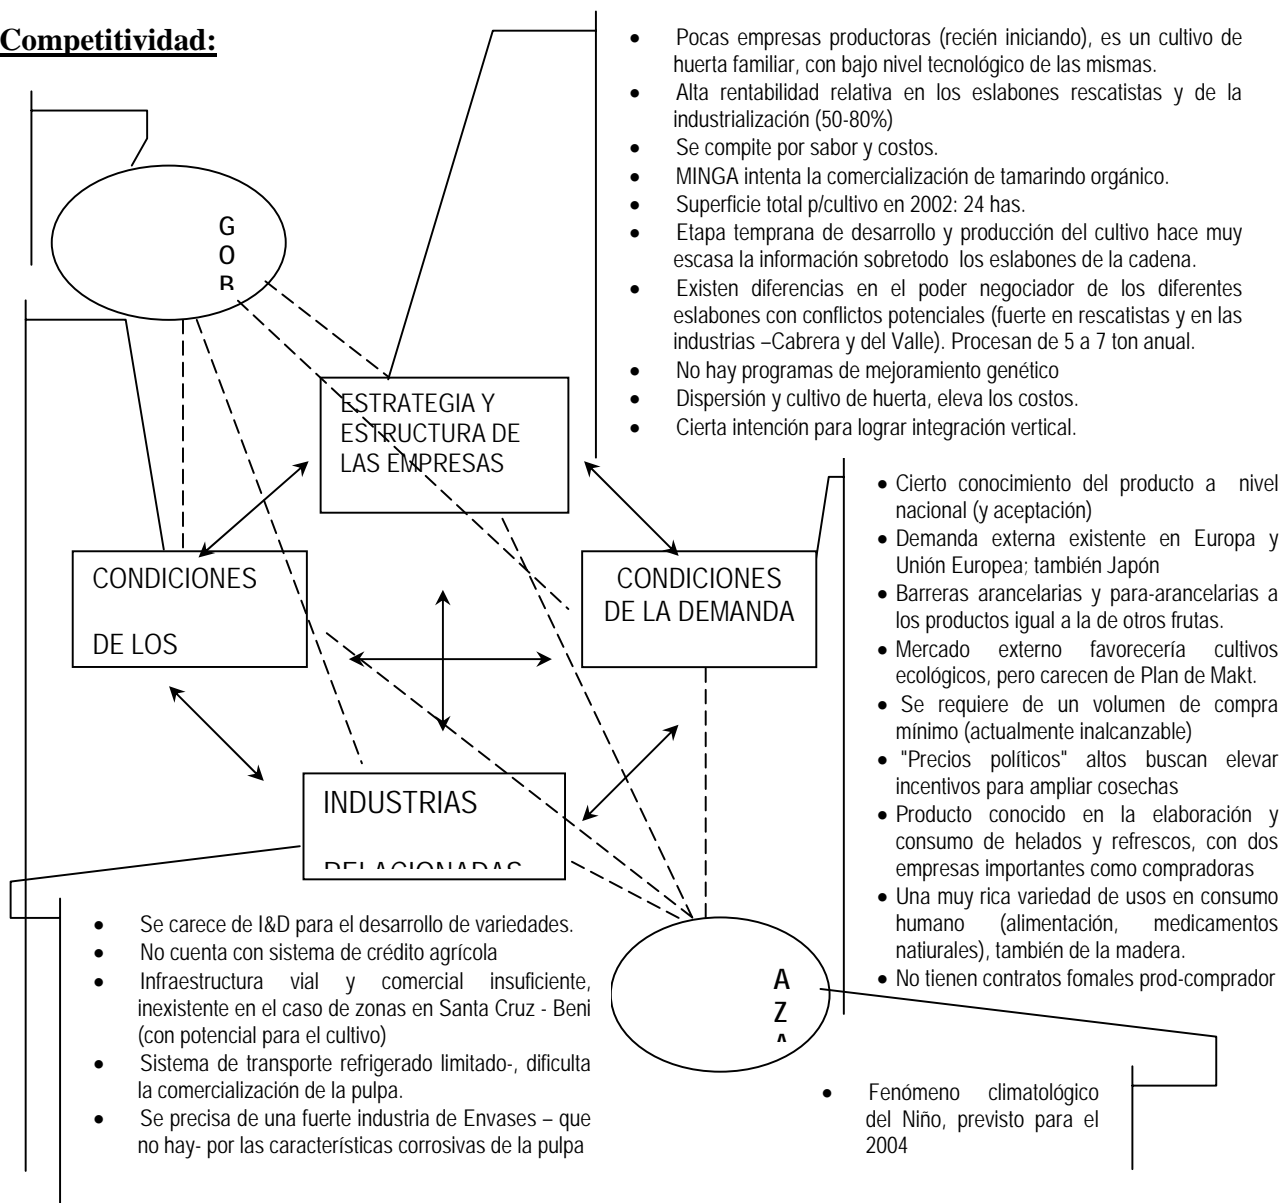 Competitividad:
• Pocas empresas productoras (recién iniciando), es un cultivo de
huerta familiar, con bajo nivel tecnológico de las mismas.
• Alta rentabilidad relativa en los eslabones rescatistas y de la
industrialización (50-80%)
• Se compite por sabor y costos.
• MINGA intenta la comercialización de tamarindo orgánico.
• Superficie total p/cultivo en 2002: 24 has.
• Etapa temprana de desarrollo y producción del cultivo hace muy
escasa la información sobretodo los eslabones de la cadena.
• Existen diferencias en el poder negociador de los diferentes
eslabones con conflictos potenciales (fuerte en rescatistas y en las
industrias –Cabrera y del Valle). Procesan de 5 a 7 ton anual.
• No hay programas de mejoramiento genético
• Dispersión y cultivo de huerta, eleva los costos.
• Cierta intención para lograr integración vertical.
G
O
B
ESTRATEGIA Y
ESTRUCTURA DE
LAS EMPRESAS
CONDICIONES
DE LOS
CONDICIONES
DE LA DEMANDA
• Cierto conocimiento del producto a nivel
nacional (y aceptación)
• Demanda externa existente en Europa y
Unión Europea; también Japón
• Barreras arancelarias y para-arancelarias a
los productos igual a la de otros frutas.
• Mercado externo favorecería cultivos
ecológicos, pero carecen de Plan de Makt.
• Se requiere de un volumen de compra
mínimo (actualmente inalcanzable)
• "Precios políticos" altos buscan elevar
incentivos para ampliar cosechas
• Producto conocido en la elaboración y
consumo de helados y refrescos, con dos
empresas importantes como compradoras
• Una muy rica variedad de usos en consumo
humano (alimentación, medicamentos
natiurales), también de la madera.
• No tienen contratos fomales prod-comprador
INDUSTRIAS
RELACIONADAS
• Se carece de I&D para el desarrollo de variedades.
• No cuenta con sistema de crédito agrícola
• Infraestructura vial y comercial insuficiente,
inexistente en el caso de zonas en Santa Cruz - Beni
(con potencial para el cultivo)
• Sistema de transporte refrigerado limitado-, dificulta
la comercialización de la pulpa.
• Se precisa de una fuerte industria de Envases – que
no hay- por las características corrosivas de la pulpa
A
Z
A
• Fenómeno climatológico
del Niño, previsto para el
2004